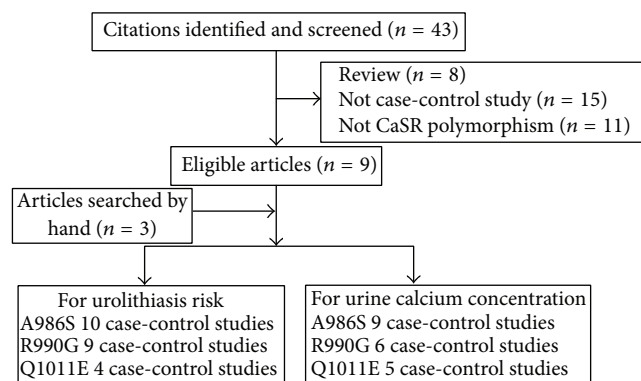 Citations identified and screened (n = 43)
Review (n = 8)
Not case-control study (n = 15)
Not CaSR polymorphism (n = 11)
Eligible articles (n = 9)
Articles searched by
hand (n = 3)
For urolithiasis risk
A986S 10 case-control studies
R990G 9 case-control studies
Q1011E 4 case-control studies
For urine calcium concentration
A986S 9 case-control studies
R990G 6 case-control studies
Q1011E 5 case-control studies